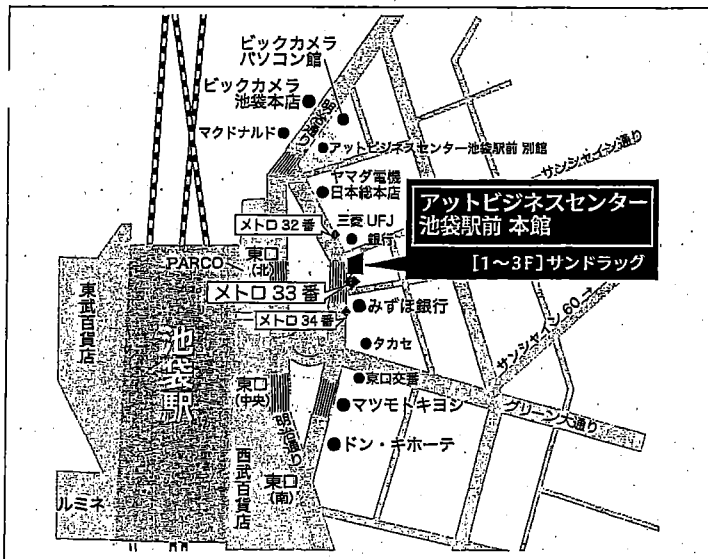 ビックカメラ
パソコン館
ビックカメラ
池袋本店
マクドナルド
明治通り
アットビジネスセンター池袋駅前 別館
ヤマダ電機
日本総本店
サンシャイン通り
メトロ32番
三菱UFJ
銀行
アットビジネスセンター
池袋駅前 本館
[1～3F]サンドラッグ
PARCO
東口
(北)
メトロ33番
みずほ銀行
メトロ34番
サンシャイン60→
東武百貨店
池袋駅
タカセ
東口
(中央)
東口交番
マツモトキヨシ
グリーン大通り
明治通り
ドン・キホーテ
西武百貨店
東口
(南)
ルミネ